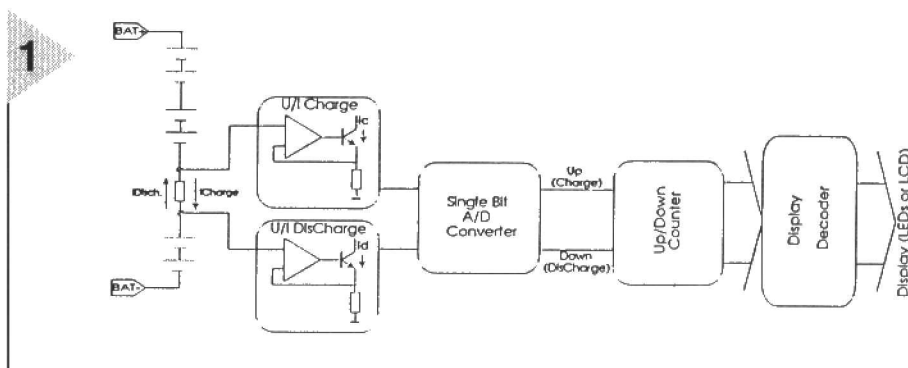 1
BAT+
U/I Charge
Ic
IDisch.
ICharge
U/I DisCharge
Id
Single Bit
A/D
Converter
Up
(Charge)
Down
(DisCharge)
Up/Down
Counter
Display
Decoder
Display (LEDs or LCD)
BAT-